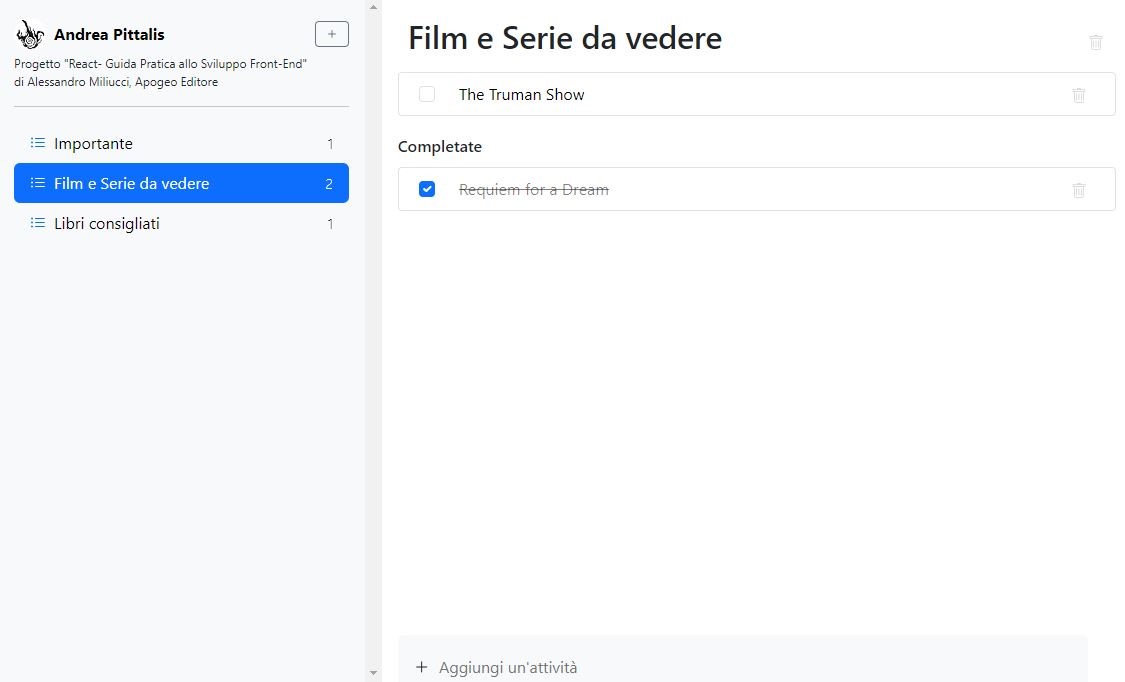 Andrea Pittalis
+
Progetto "React- Guida Pratica allo Sviluppo Front-End"
di Alessandro Miliucci, Apogeo Editore
Importante 1
Film e Serie da vedere 2
Libri consigliati 1
Film e Serie da vedere
The Truman Show
Completate
Requiem for a Dream
+ Aggiungi un'attività